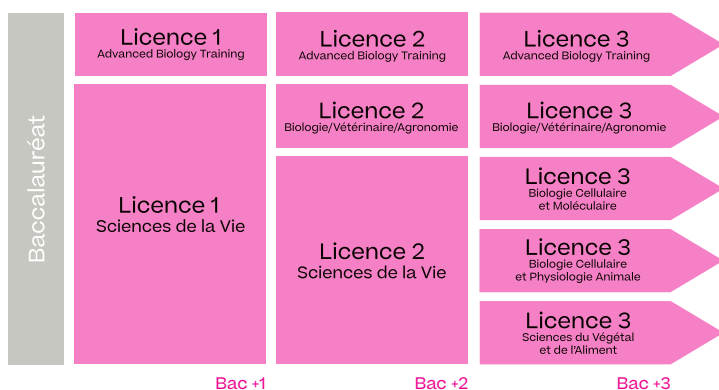 Baccalauréat
Licence 1
Advanced Biology Training
Licence 2
Advanced Biology Training
Licence 3
Advanced Biology Training
Licence 1
Sciences de la Vie
Licence 2
Biologie/Vétérinaire/Agronomie
Licence 3
Biologie/Vétérinaire/Agronomie
Licence 2
Sciences de la Vie
Licence 3
Biologie Cellulaire
et Moléculaire
Licence 3
Biologie Cellulaire
et Physiologie Animale
Licence 3
Sciences du Végétal
et de l'Aliment
Bac +1
Bac +2
Bac +3